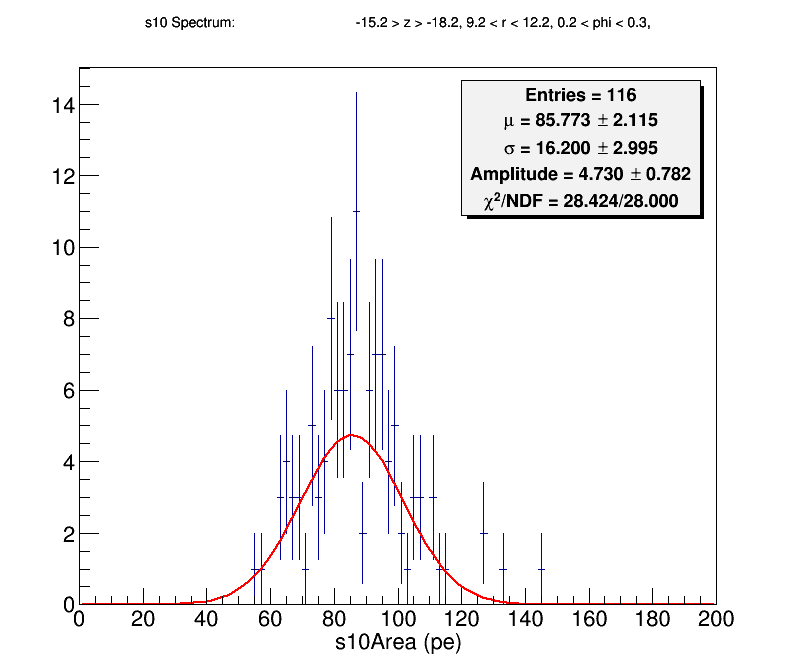 s10 Spectrum: -15.2 > z > -18.2, 9.2 < r < 12.2, 0.2 < phi < 0.3,
Entries = 116
μ = 85.773 ± 2.115
σ = 16.200 ± 2.995
Amplitude = 4.730 ± 0.782
χ²/NDF = 28.424/28.000
14
12
10
8
6
4
2
0
0 20 40 60 80 100 120 140 160 180 200
s10Area (pe)